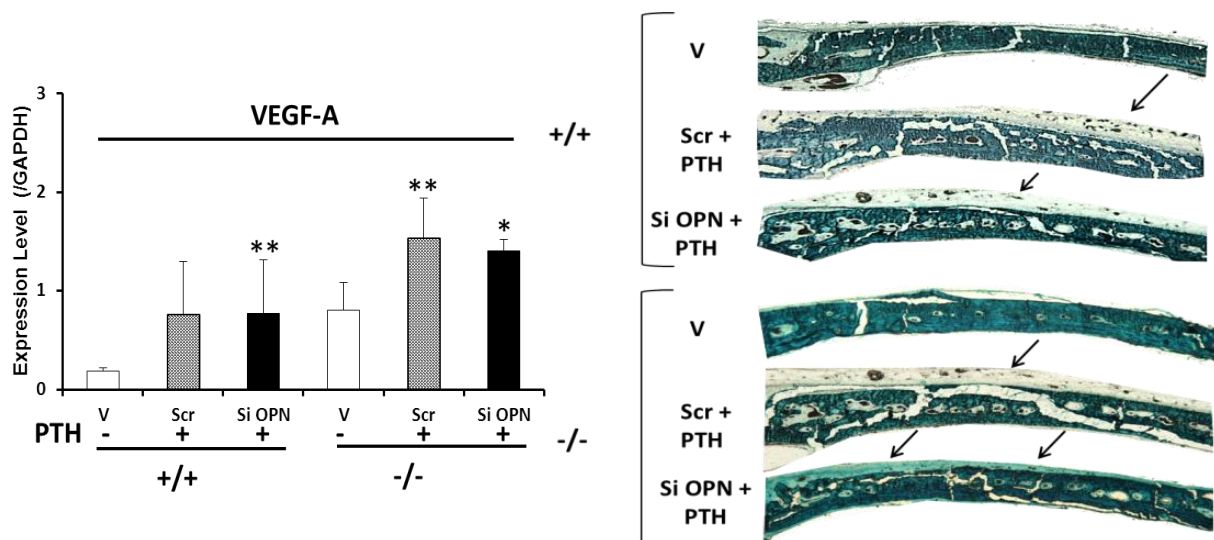 VEGF-A
Expression Level (/GAPDH)
3
2
1
0
**
**
*
V Scr Si OPN V Scr Si OPN
PTH - + + - + +
+/+ -/-
+/+
V
Scr +
PTH
Si OPN +
PTH
-/-
V
Scr +
PTH
Si OPN +
PTH